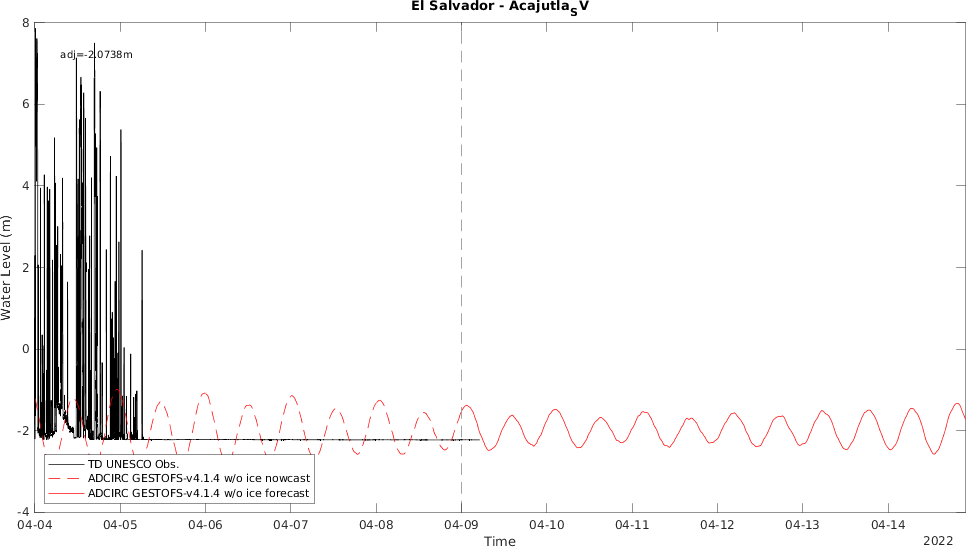 El Salvador - AcajutlaSV
8
6
4
2
0
-2
-4
Water Level (m)
adj=-2.0738m
TD UNESCO Obs.
ADCIRC GESTOFS-v4.1.4 w/o ice nowcast
ADCIRC GESTOFS-v4.1.4 w/o ice forecast
04-04 04-05 04-06 04-07 04-08 04-09 04-10 04-11 04-12 04-13 04-14
Time
2022